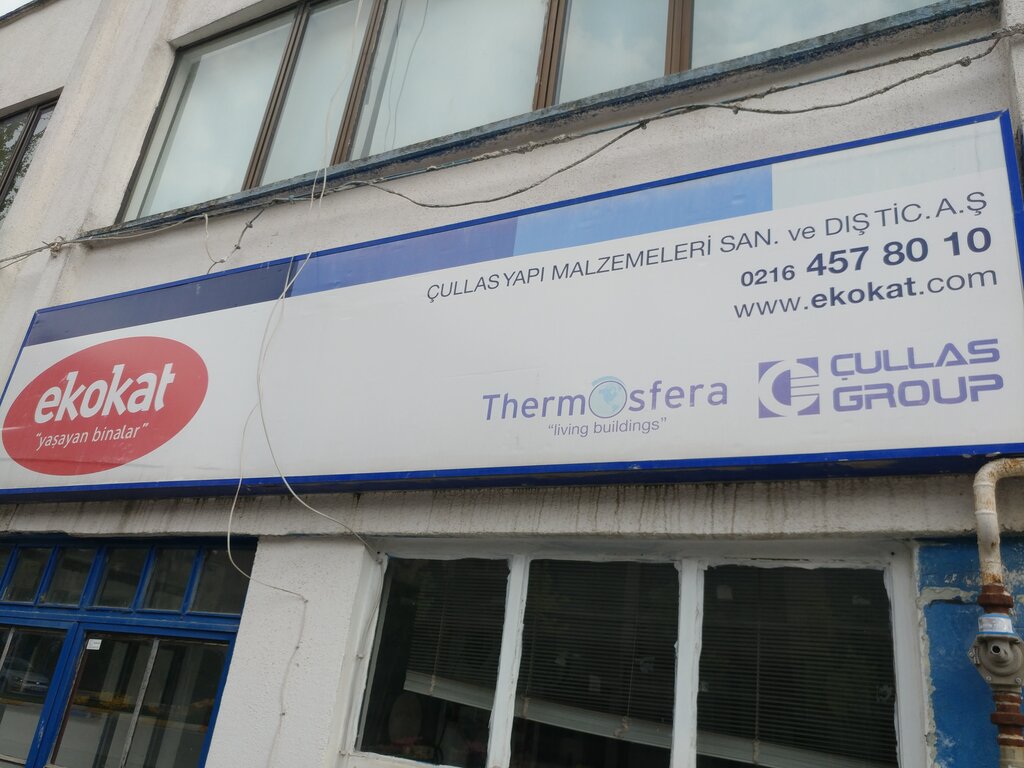 ÇULLAS YAPI MALZEMELERİ SAN. ve DIŞ TİC. A.Ş
0216 457 80 10
www.ekokat.com
ekokat
"yaşayan binalar"
Thermosfera
"living buildings"
ÇULLAS
GROUP